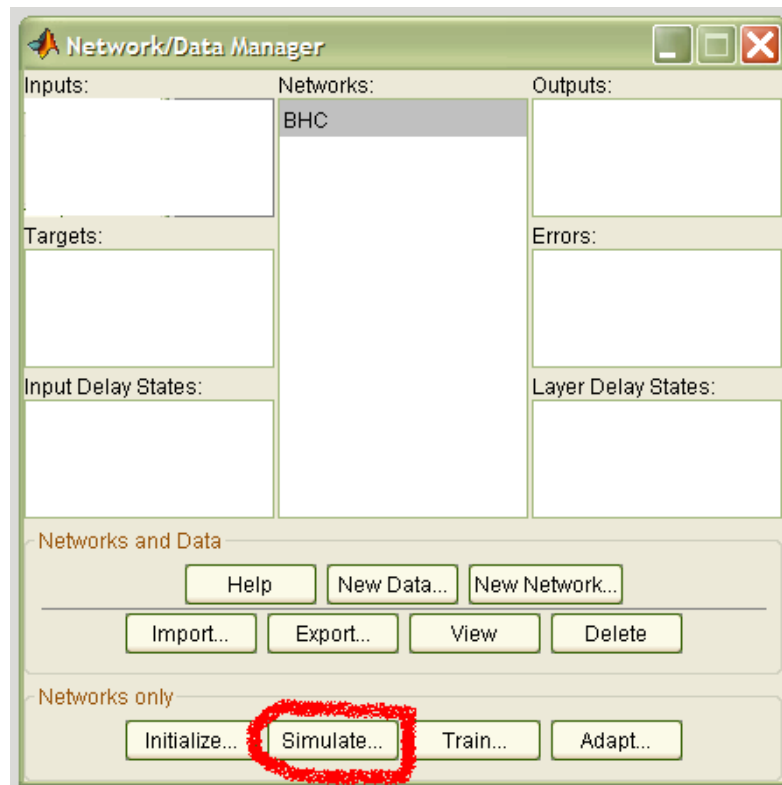 Network/Data Manager
Inputs: Networks: Outputs:
BHC
Targets: Errors:
Input Delay States: Layer Delay States:
Networks and Data
Help New Data... New Network...
Import... Export... View Delete
Networks only
Initialize... Simulate... Train... Adapt...